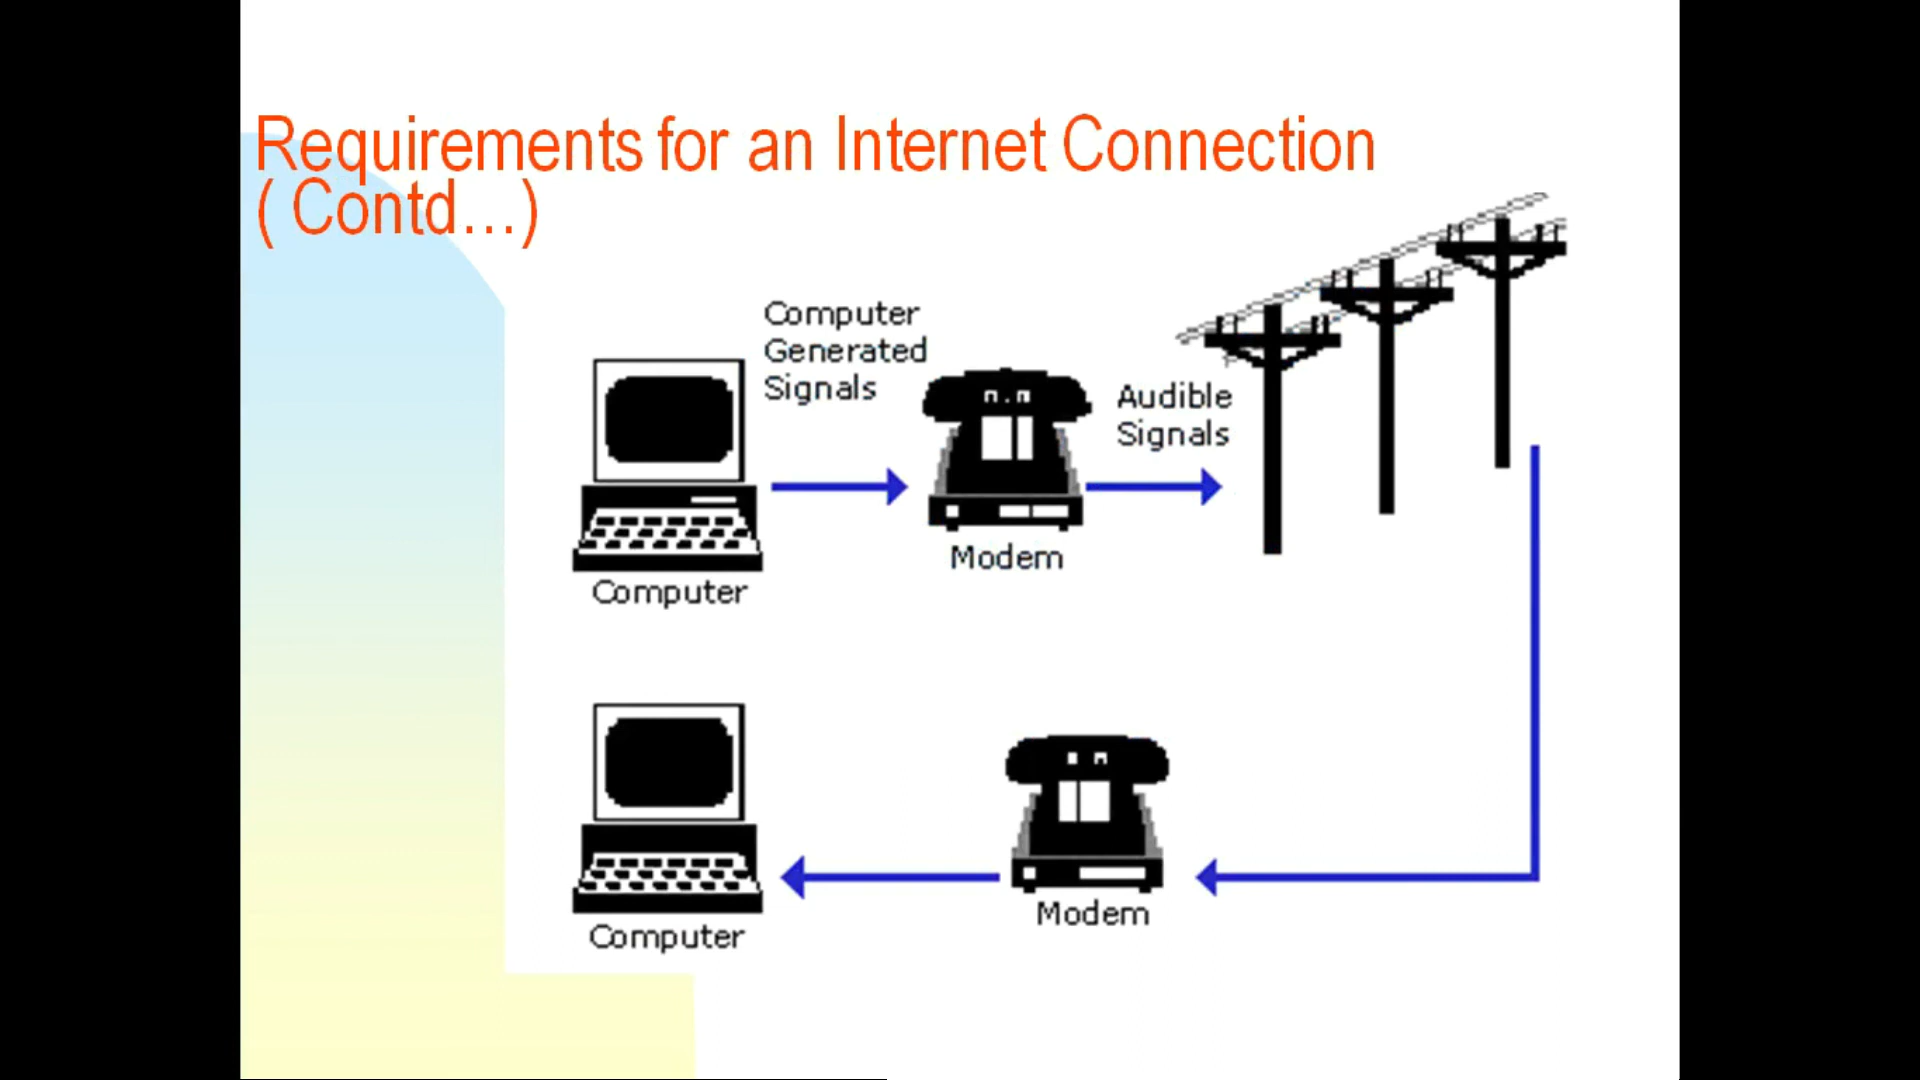 Requirements for an Internet Connection
( Contd...)
Computer
Generated
Signals
Audible
Signals
Modem
Computer
Modem
Computer